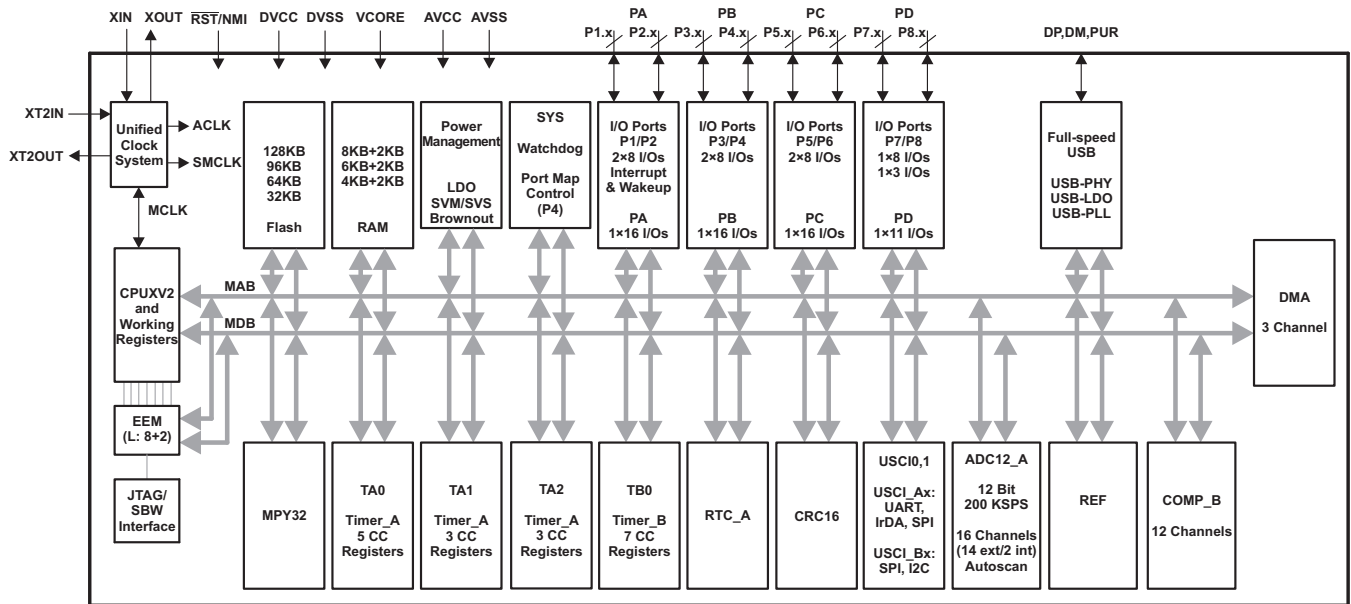 XIN
XOUT
RST/NMI
DVCC
DVSS
VCORE
AVCC
AVSS
PA
P1.x
P2.x
PB
P3.x
P4.x
PC
P5.x
P6.x
PD
P7.x
P8.x
DP,DM,PUR
XT2IN
XT2OUT
Unified
Clock
System
ACLK
SMCLK
MCLK
128KB
96KB
64KB
32KB
Flash
8KB+2KB
6KB+2KB
4KB+2KB
RAM
Power
Management
LDO
SVM/SVS
Brownout
SYS
Watchdog
Port Map
Control
(P4)
I/O Ports
P1/P2
2×8 I/Os
Interrupt
& Wakeup
PA
1×16 I/Os
I/O Ports
P3/P4
2×8 I/Os
PB
1×16 I/Os
I/O Ports
P5/P6
2×8 I/Os
PC
1×16 I/Os
I/O Ports
P7/P8
1×8 I/Os
1×3 I/Os
PD
1×11 I/Os
Full-speed
USB
USB-PHY
USB-LDO
USB-PLL
CPUXV2
and
Working
Registers
MAB
MDB
DMA
3 Channel
EEM
(L: 8+2)
JTAG/
SBW
Interface
MPY32
TA0
Timer_A
5 CC
Registers
TA1
Timer_A
3 CC
Registers
TA2
Timer_A
3 CC
Registers
TB0
Timer_B
7 CC
Registers
RTC_A
CRC16
USCI0,1
USCI_Ax:
UART,
IrDA, SPI
USCI_Bx:
SPI, I2C
ADC12_A
12 Bit
200 KSPS
16 Channels
(14 ext/2 int)
Autoscan
REF
COMP_B
12 Channels